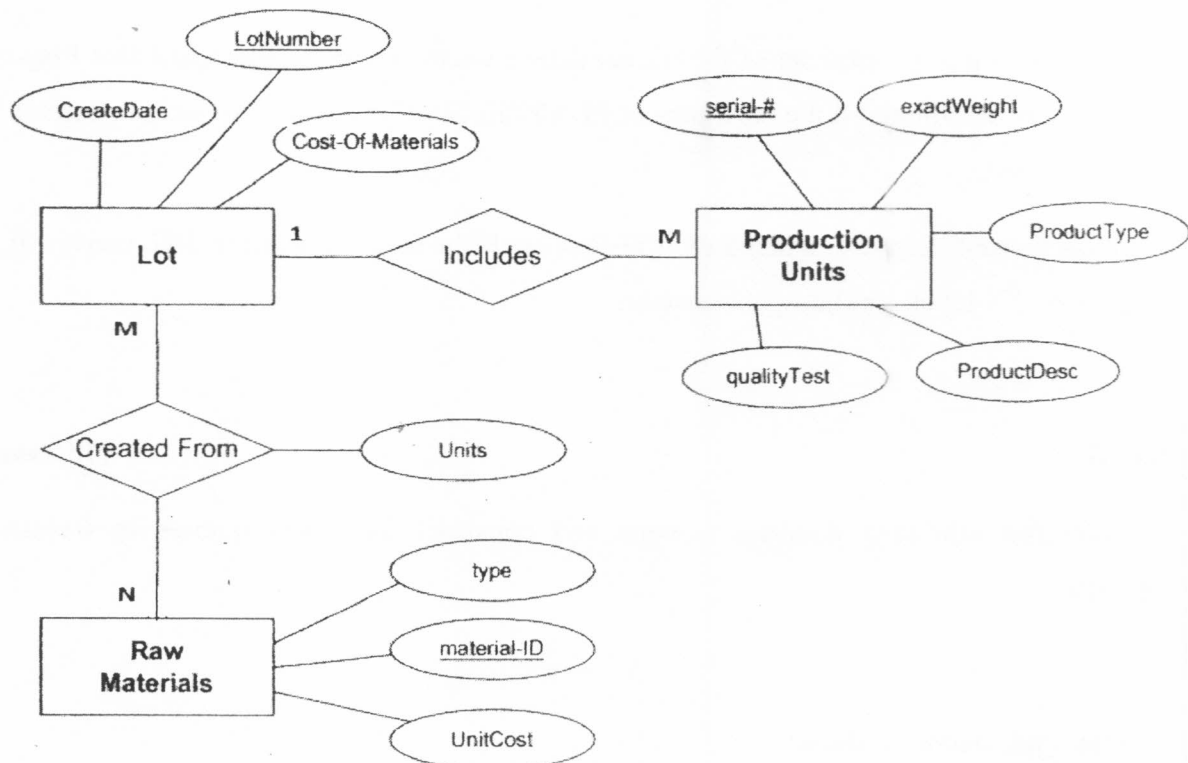 LotNumber
CreateDate
Cost-Of-Materials
serial-#
exactWeight
Lot
1
Includes
M
Production
Units
ProductType
M
qualityTest
ProductDesc
Created From
Units
N
type
Raw
Materials
material-ID
UnitCost